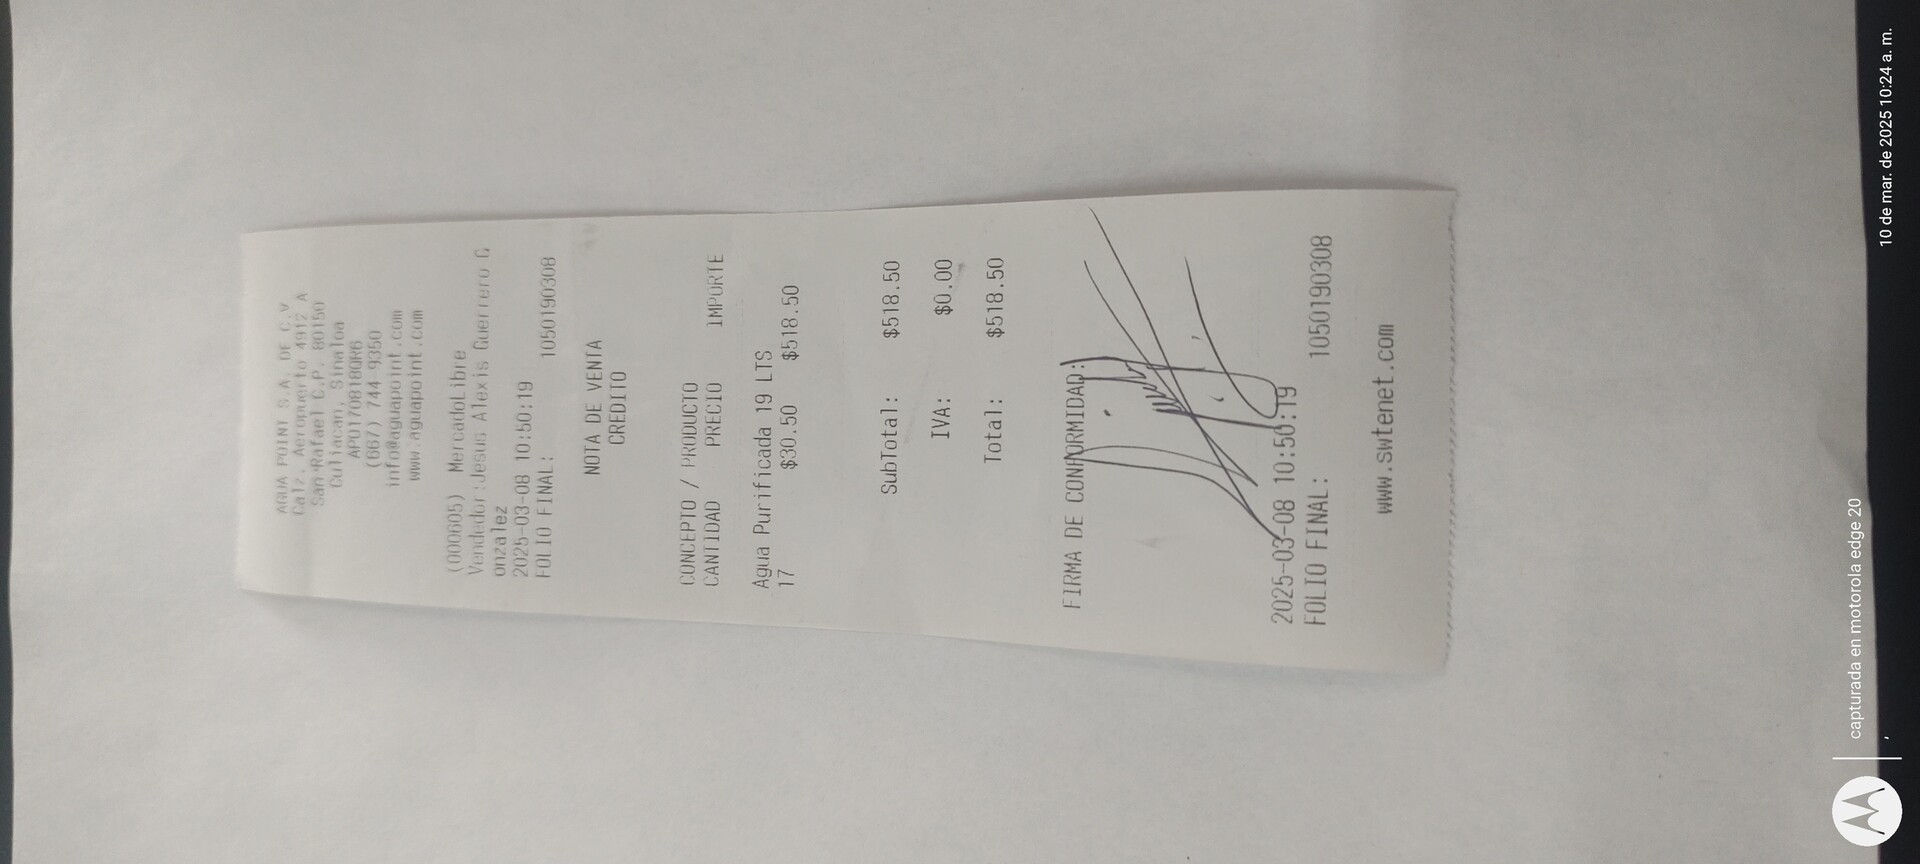 AGUA POINT S.A. DE C.V
Calz. Aeropuerto 4912 A
San Rafael C.P. 80150
Culiacan, Sinaloa
APO170818QR6
(667) 744 9350
info@aguapoint.com
www.aguapoint.com
(000605) MercadoLibre
Vendedor:Jesus Alexis Guerrero G
onzalez
2025-03-08 10:50:19
FOLIO FINAL: 1050190308
NOTA DE VENTA
CREDITO
CONCEPTO / PRODUCTO
CANTIDAD PRECIO IMPORTE
Agua Purificada 19 LTS
17 $30.50 $518.50
SubTotal: $518.50
IVA: $0.00
Total: $518.50
FIRMA DE CONFORMIDAD:
2025-03-08 10:50:19
FOLIO FINAL: 1050190308
www.swtenet.com
capturada en motorola edge 20
10 de mar. de 2025 10:24 a. m.